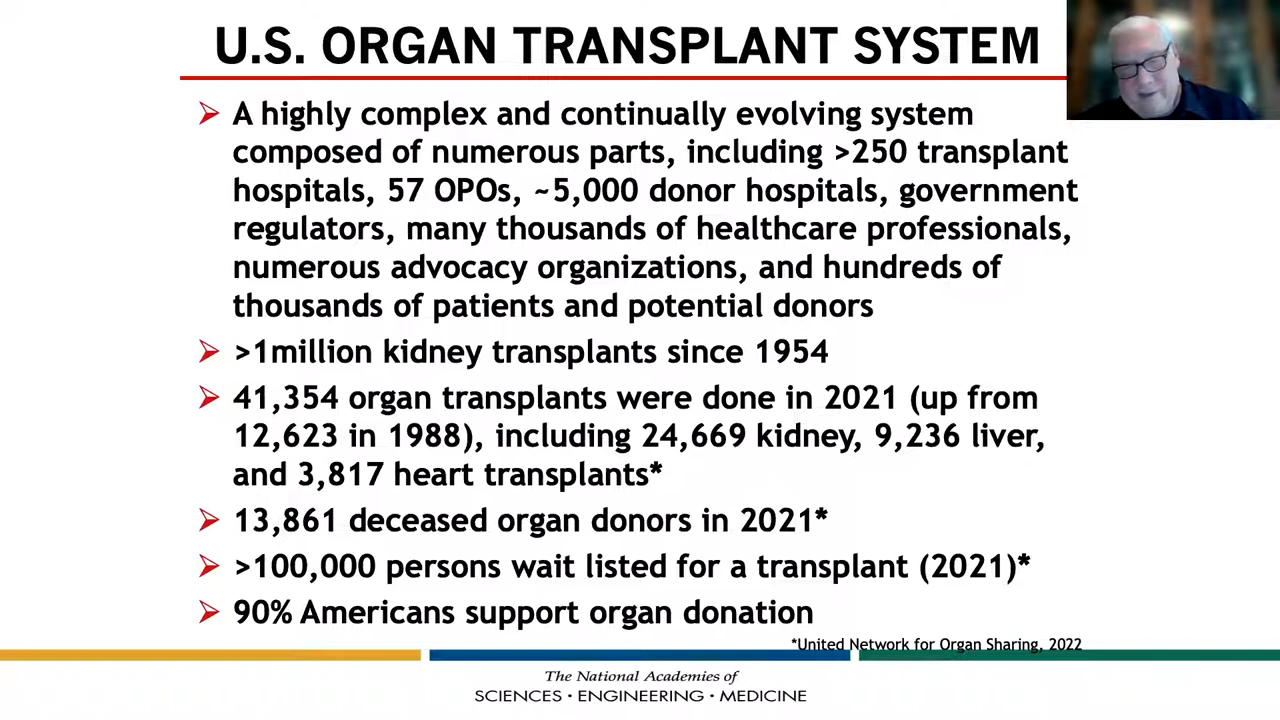 U.S. ORGAN TRANSPLANT SYSTEM
➢ A highly complex and continually evolving system
composed of numerous parts, including >250 transplant
hospitals, 57 OPOs, ~5,000 donor hospitals, government
regulators, many thousands of healthcare professionals,
numerous advocacy organizations, and hundreds of
thousands of patients and potential donors
➢ >1million kidney transplants since 1954
➢ 41,354 organ transplants were done in 2021 (up from
12,623 in 1988), including 24,669 kidney, 9,236 liver,
and 3,817 heart transplants*
➢ 13,861 deceased organ donors in 2021*
➢ >100,000 persons wait listed for a transplant (2021)*
➢ 90% Americans support organ donation
*United Network for Organ Sharing, 2022
The National Academies of
SCIENCES · ENGINEERING · MEDICINE